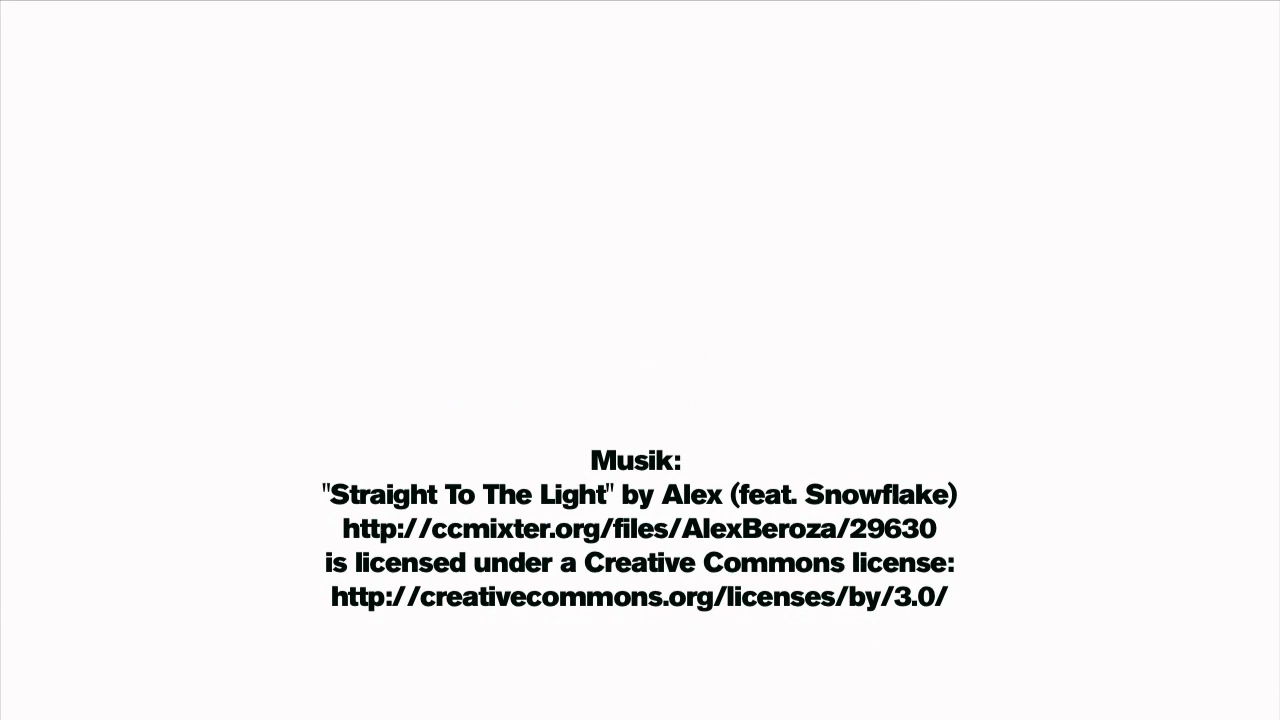 Musik:
"Straight To The Light" by Alex (feat. Snowflake)
http://ccmixter.org/files/AlexBeroza/29630
is licensed under a Creative Commons license:
http://creativecommons.org/licenses/by/3.0/